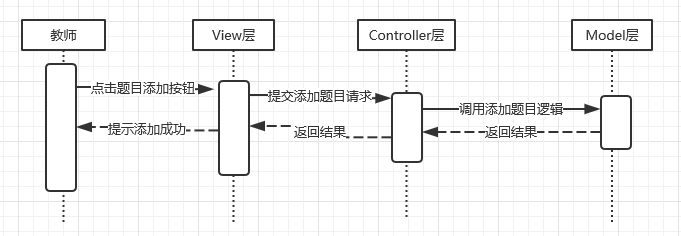 教师
View层
Controller层
Model层
点击题目添加按钮
提交添加题目请求
调用添加题目逻辑
提示添加成功
返回结果
返回结果